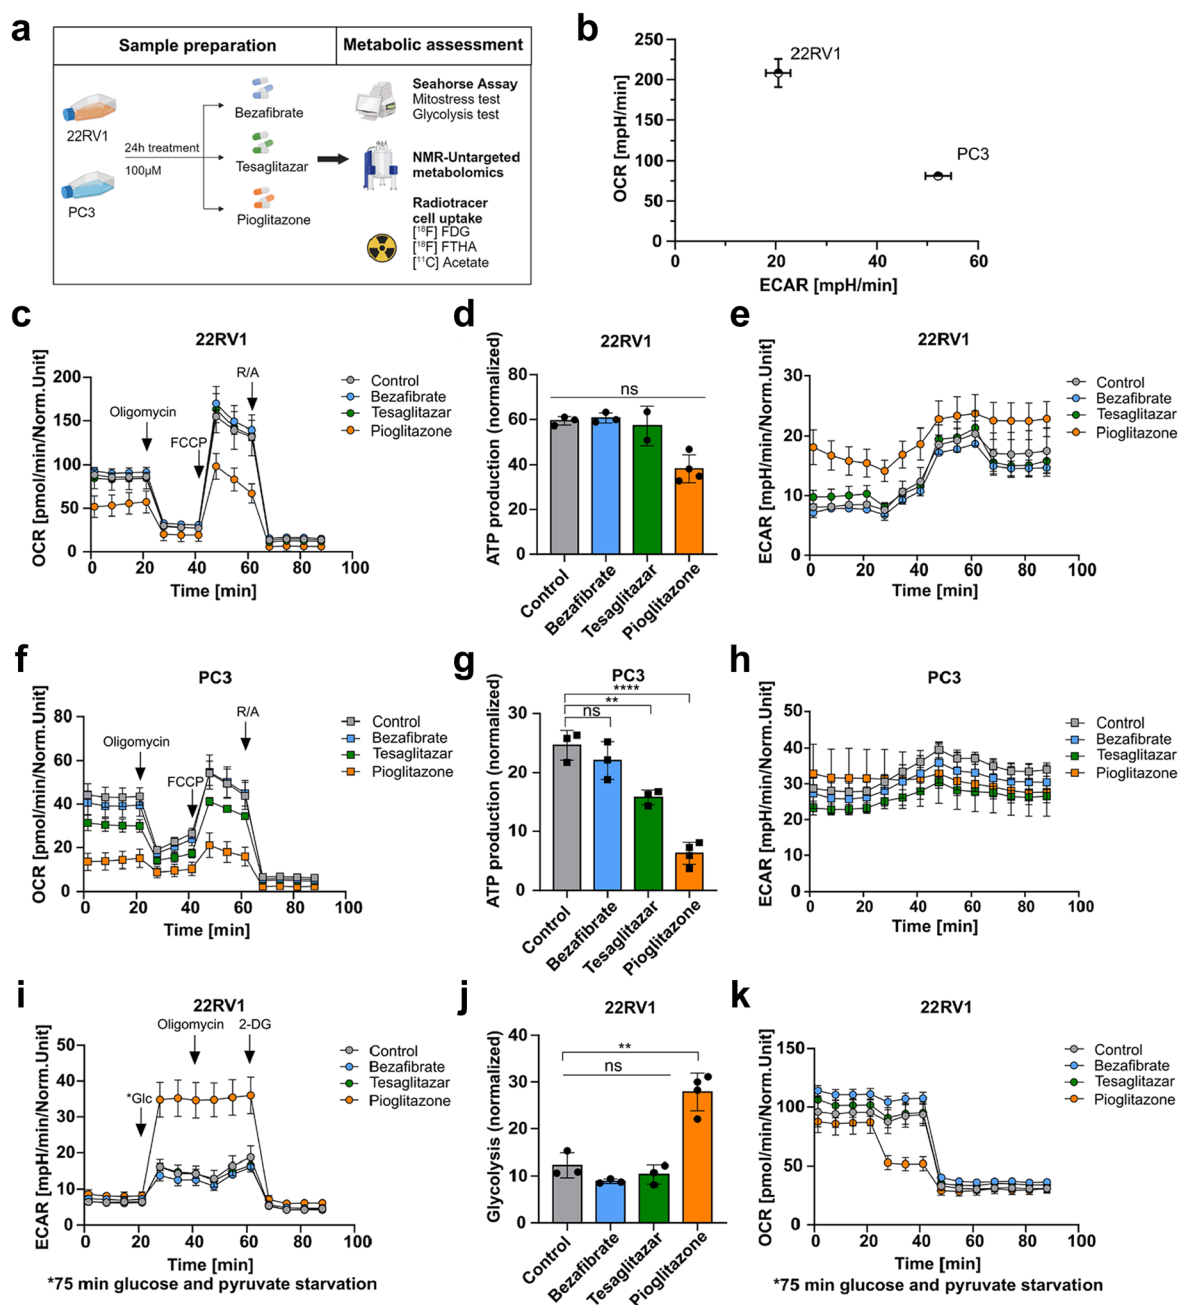 a
Sample preparation
Metabolic assessment
22RV1
PC3
24h treatment
100µM
Bezafibrate
Tesaglitazar
Pioglitazone
Seahorse Assay
Mitostress test
Glycolysis test
NMR-Untargeted
metabolomics
Radiotracer
cell uptake
[¹⁸F] FDG
[¹⁸F] FTHA
[¹¹C] Acetate
b
OCR [mpH/min]
250
200
150
100
50
0
22RV1
PC3
0 20 40 60
ECAR [mpH/min]
c
22RV1
OCR [pmol/min/Norm.Unit]
200
150
100
50
0
Oligomycin
FCCP
R/A
0 20 40 60 80 100
Time [min]
Control
Bezafibrate
Tesaglitazar
Pioglitazone
d
22RV1
ATP production (normalized)
80
60
40
20
0
ns
Control
Bezafibrate
Tesaglitazar
Pioglitazone
e
22RV1
ECAR [mpH/min/Norm.Unit]
30
20
10
0
0 20 40 60 80 100
Time [min]
Control
Bezafibrate
Tesaglitazar
Pioglitazone
f
PC3
OCR [pmol/min/Norm.Unit]
80
60
40
20
0
Oligomycin
FCCP
R/A
0 20 40 60 80 100
Time [min]
Control
Bezafibrate
Tesaglitazar
Pioglitazone
g
PC3
ATP production (normalized)
30
20
10
0
****
**
ns
Control
Bezafibrate
Tesaglitazar
Pioglitazone
h
PC3
ECAR [mpH/min/Norm.Unit]
50
40
30
20
10
0
0 20 40 60 80 100
Time [min]
Control
Bezafibrate
Tesaglitazar
Pioglitazone
i
22RV1
ECAR [mpH/min/Norm.Unit]
50
40
30
20
10
0
*Glc
Oligomycin
2-DG
0 20 40 60 80 100
Time [min]
*75 min glucose and pyruvate starvation
Control
Bezafibrate
Tesaglitazar
Pioglitazone
j
22RV1
Glycolysis (normalized)
40
30
20
10
0
**
ns
Control
Bezafibrate
Tesaglitazar
Pioglitazone
k
22RV1
OCR [pmol/min/Norm.Unit]
150
100
50
0
0 20 40 60 80 100
Time [min]
*75 min glucose and pyruvate starvation
Control
Bezafibrate
Tesaglitazar
Pioglitazone